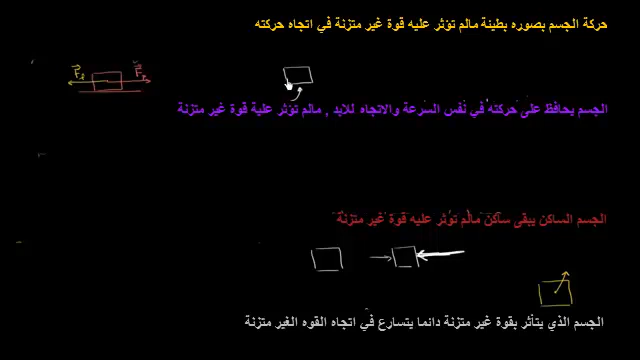 حركة الجسم بصوره بطيئة مالم تؤثر عليه قوة غير متزنة في اتجاه حركته
الجسم يحافظ على حركته في نفس السرعة والاتجاه للابد , مالم تؤثر علية قوة غير متزنة
الجسم الساكن يبقى ساكن مالم تؤثر عليه قوة غير متزنة
الجسم الذي يتأثر بقوة غير متزنة دائما يتسارع في اتجاه القوه الغير متزنة